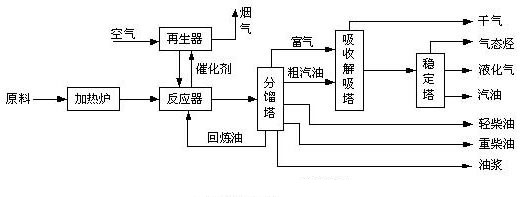 烟气
空气
再生器
催化剂
原料
加热炉
反应器
回炼油
分馏塔
富气
粗汽油
吸收解吸塔
稳定塔
干气
气态烃
液化气
汽油
轻柴油
重柴油
油浆